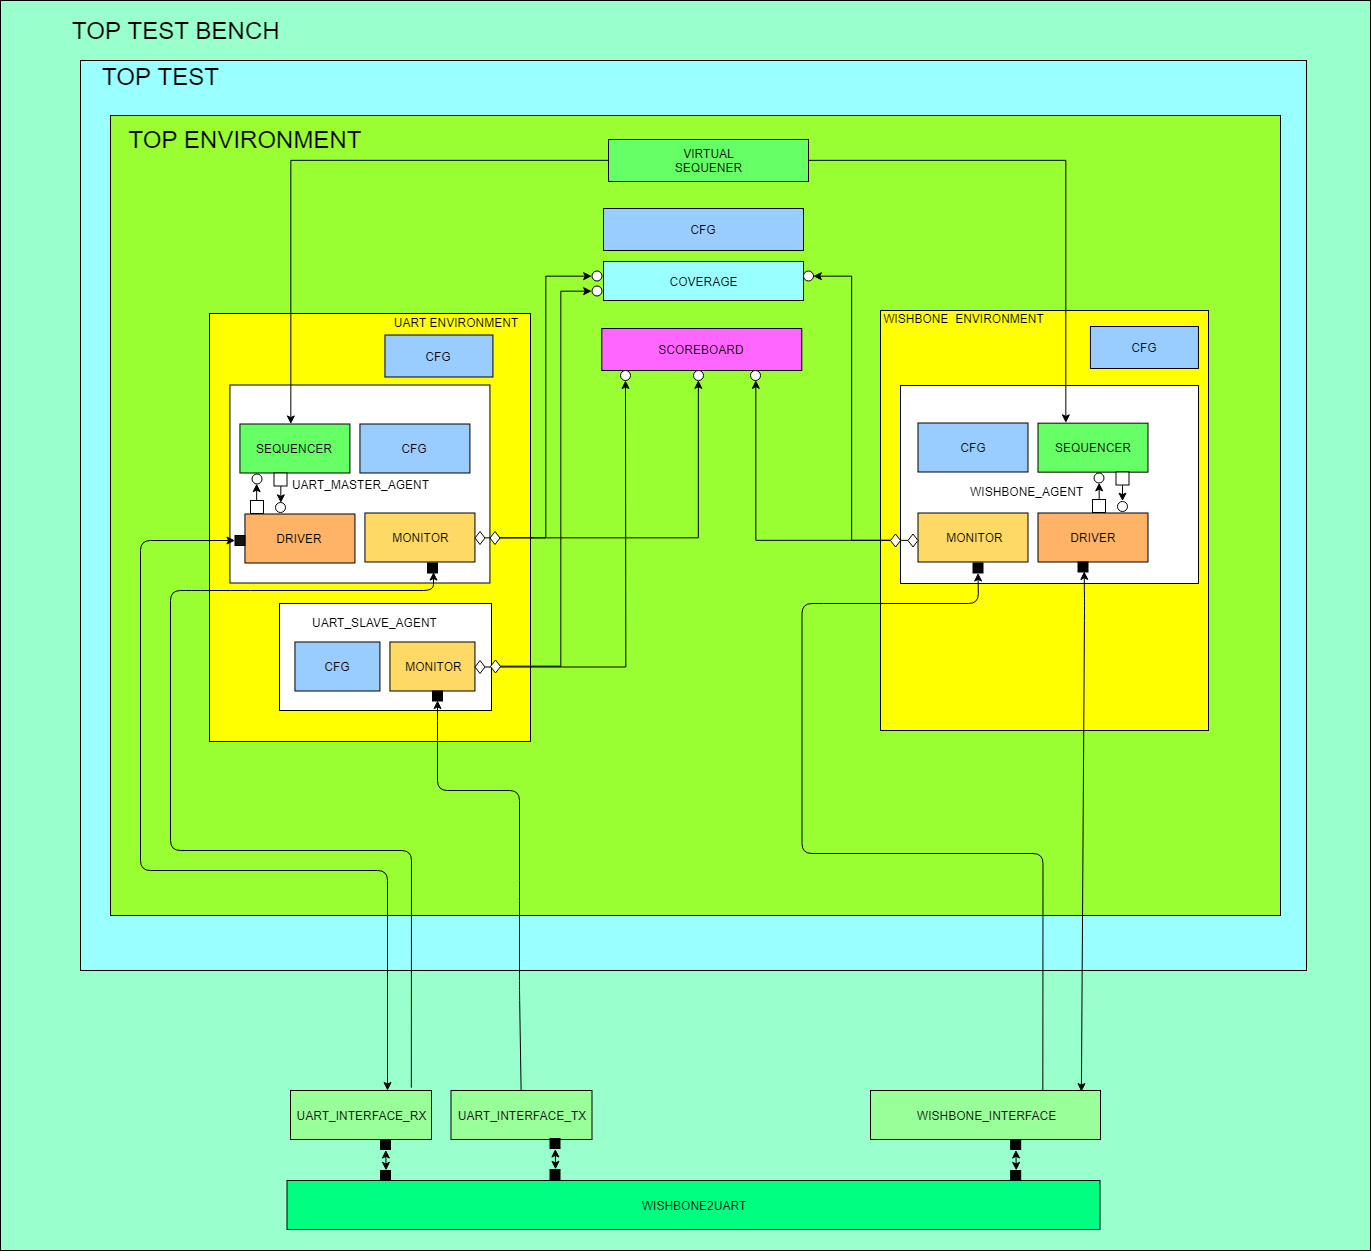 TOP TEST BENCH
TOP TEST
TOP ENVIRONMENT
VIRTUAL
SEQUENER
CFG
COVERAGE
SCOREBOARD
UART ENVIRONMENT
CFG
SEQUENCER
CFG
UART_MASTER_AGENT
DRIVER
MONITOR
UART_SLAVE_AGENT
CFG
MONITOR
WISHBONE ENVIRONMENT
CFG
CFG
SEQUENCER
WISHBONE_AGENT
MONITOR
DRIVER
UART_INTERFACE_RX
UART_INTERFACE_TX
WISHBONE_INTERFACE
WISHBONE2UART